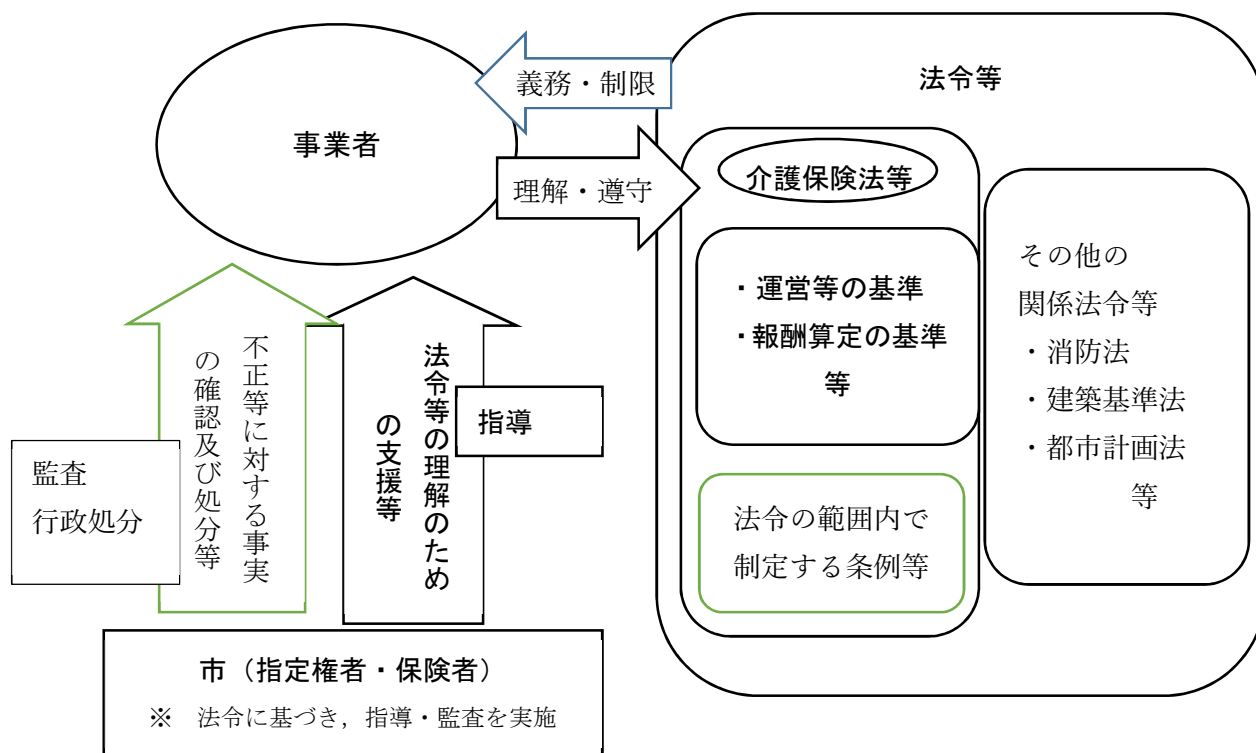 義務・制限
法令等
事業者
理解・遵守
介護保険法等
・運営等の基準
・報酬算定の基準
等
その他の
関係法令等
・消防法
・建築基準法
・都市計画法
等
法令の範囲内で
制定する条例等
不正等に対する事実
の確認及び処分等
法令等の理解のため
の支援等
指導
監査
行政処分
市（指定権者・保険者）
※　法令に基づき，指導・監査を実施